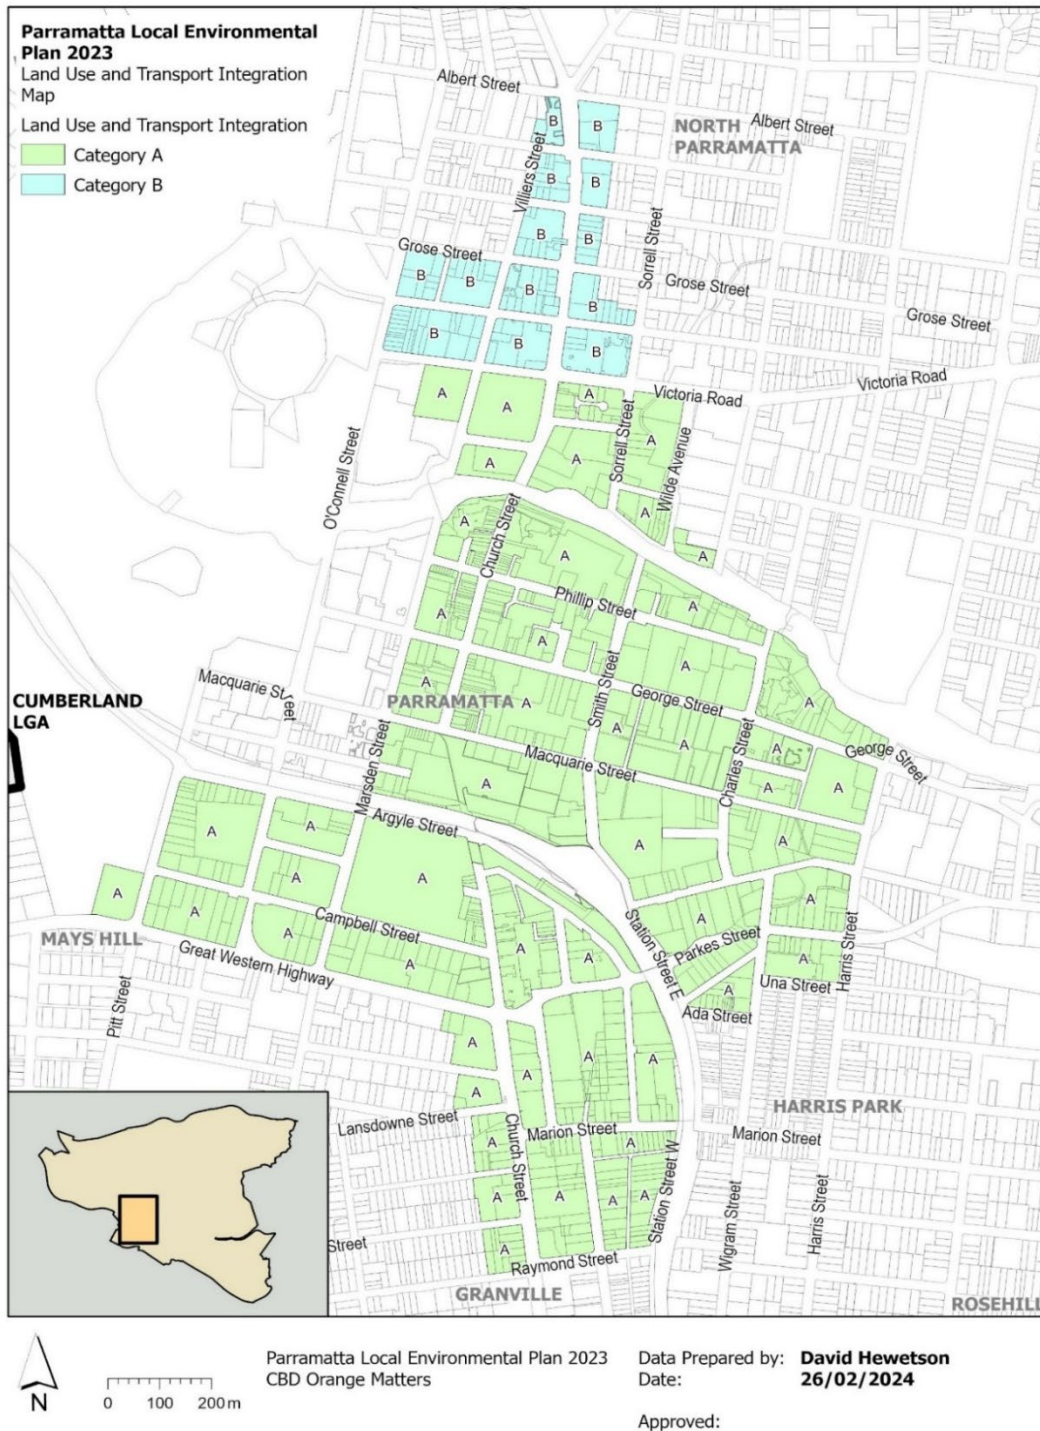 Parramatta Local Environmental
Plan 2023
Land Use and Transport Integration
Map
Land Use and Transport Integration
Category A
Category B
Albert Street
NORTH
PARRAMATTA
Albert Street
Villiers Street
B
B
B
B
B
B
Sorrell Street
Grose Street
B
B
B
B
Grose Street
Grose Street
B
B
B
Victoria Road
Victoria Road
A
A
A
A
A
A
A
A
Sorrell Street
Wilde Avenue
O'Connell Street
Church Street
A
A
Phillip Street
A
A
A
A
Smith Street
George Street
CUMBERLAND
LGA
Macquarie Street
PARRAMATTA
A
A
A
A
A
A
George Street
Marsden Street
Macquarie Street
Charles Street
A
A
A
Argyle Street
A
A
A
A
A
A
A
A
A
A
Campbell Street
Station Street E
Parkes Street
Harris Street
MAYS HILL
A
A
A
Great Western Highway
A
A
A
Una Street
A
Ada Street
Pitt Street
A
A
A
A
A
HARRIS PARK
Lansdowne Street
Church Street
Marion Street
Marion Street
A
A
Station Street W
Wigram Street
Harris Street
A
A
A
A
Street
A
Raymond Street
GRANVILLE
ROSEHILL
N
0 100 200 m
Parramatta Local Environmental Plan 2023
CBD Orange Matters
Data Prepared by: David Hewetson
Date: 26/02/2024
Approved: